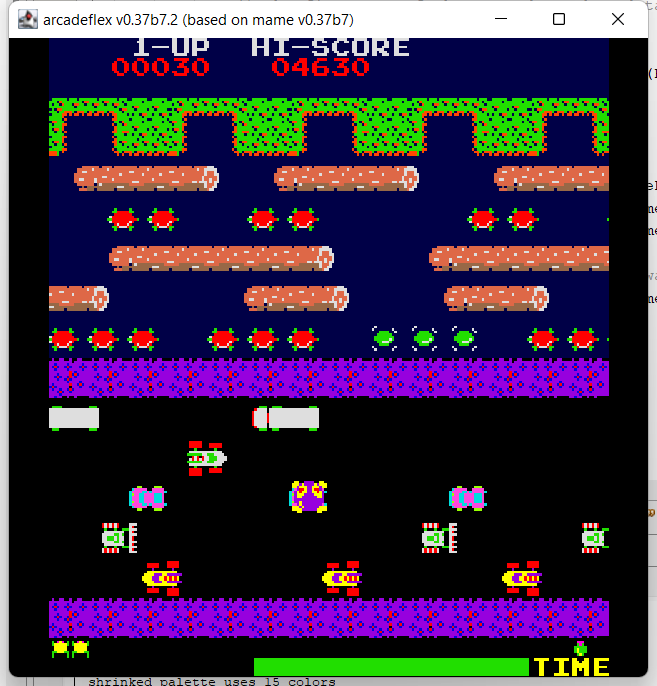 arcadeflex v0.37b7.2 (based on mame v0.37b7)
1-UP HI-SCORE
00030 04630
TIME
shrinked palette uses 15 colors